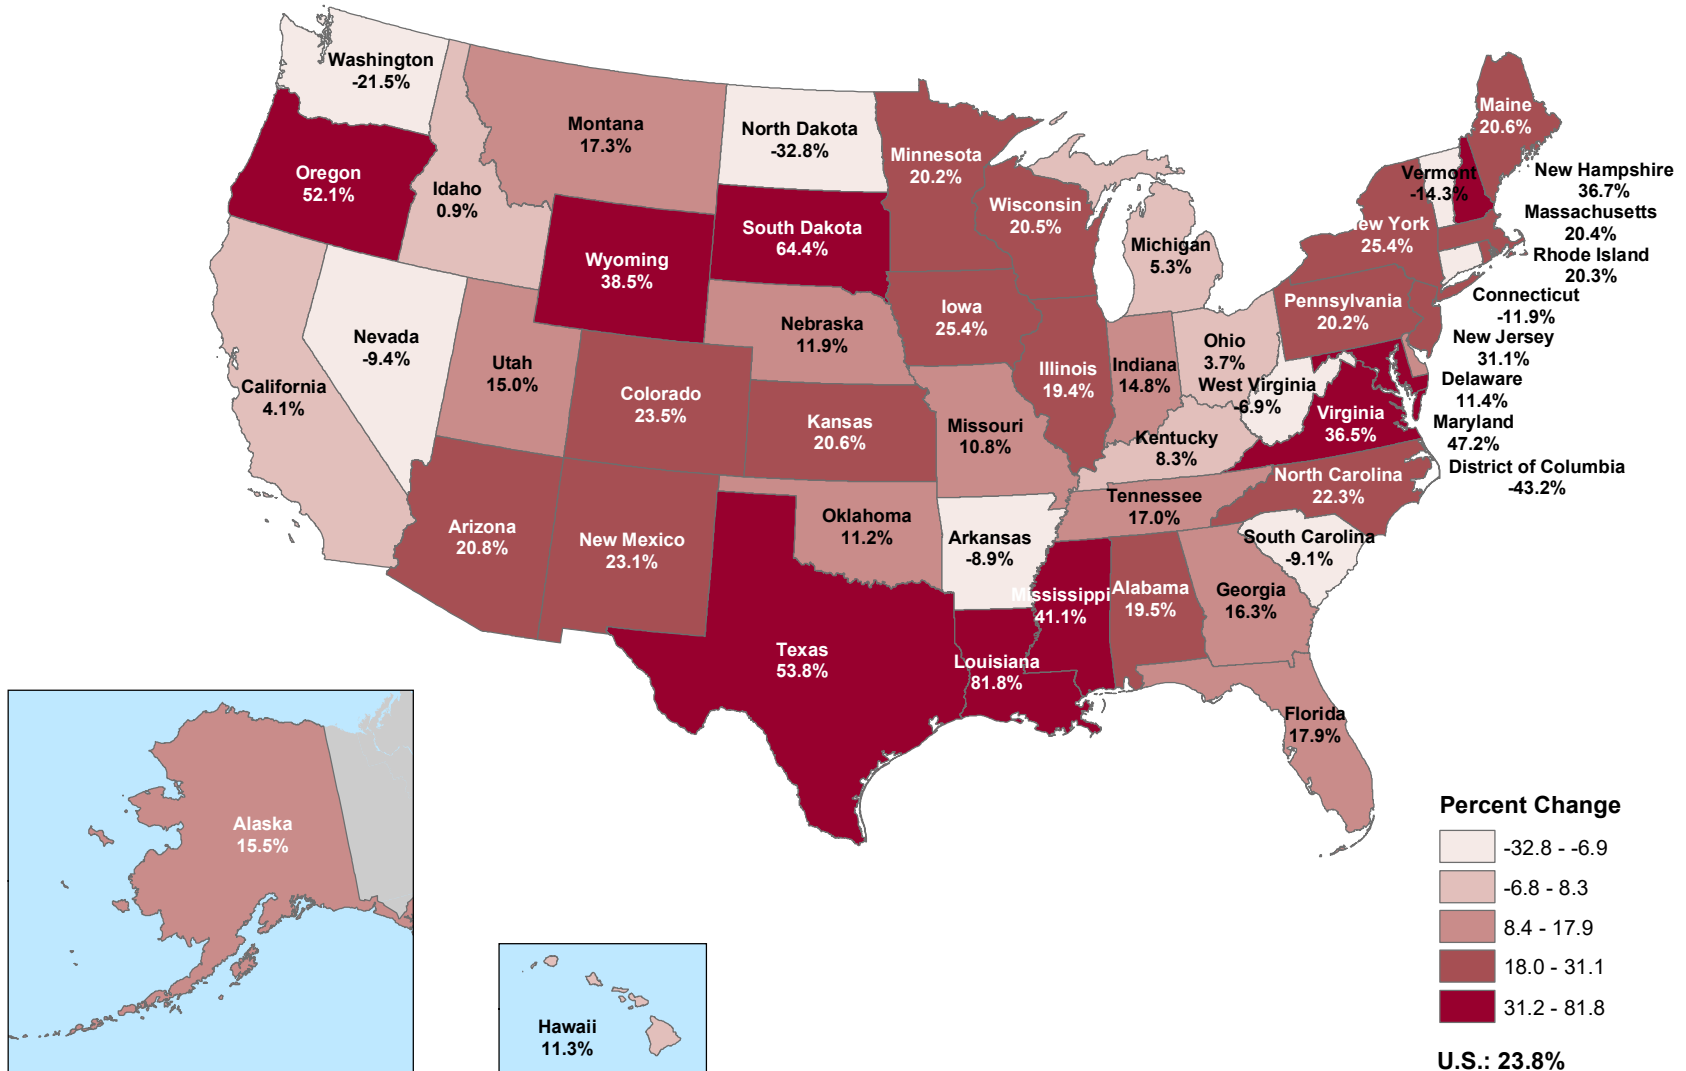 Washington
-21.5%
Oregon
52.1%
Idaho
0.9%
Montana
17.3%
North Dakota
-32.8%
Minnesota
20.2%
Wisconsin
20.5%
Michigan
5.3%
Maine
20.6%
Vermont
-14.3%
New Hampshire
36.7%
Massachusetts
20.4%
Rhode Island
20.3%
Connecticut
-11.9%
New Jersey
31.1%
Delaware
11.4%
Maryland
47.2%
District of Columbia
-43.2%
ew York
25.4%
Pennsylvania
20.2%
South Dakota
64.4%
Wyoming
38.5%
Nebraska
11.9%
Iowa
25.4%
Nevada
-9.4%
Utah
15.0%
California
4.1%
Colorado
23.5%
Kansas
20.6%
Missouri
10.8%
Illinois
19.4%
Indiana
14.8%
Ohio
3.7%
West Virginia
-6.9%
Virginia
36.5%
Kentucky
8.3%
North Carolina
22.3%
Tennessee
17.0%
South Carolina
-9.1%
Arizona
20.8%
New Mexico
23.1%
Oklahoma
11.2%
Arkansas
-8.9%
Mississippi
41.1%
Alabama
19.5%
Georgia
16.3%
Texas
53.8%
Louisiana
81.8%
Florida
17.9%
Alaska
15.5%
Hawaii
11.3%
Percent Change
-32.8 - -6.9
-6.8 - 8.3
8.4 - 17.9
18.0 - 31.1
31.2 - 81.8
U.S.: 23.8%